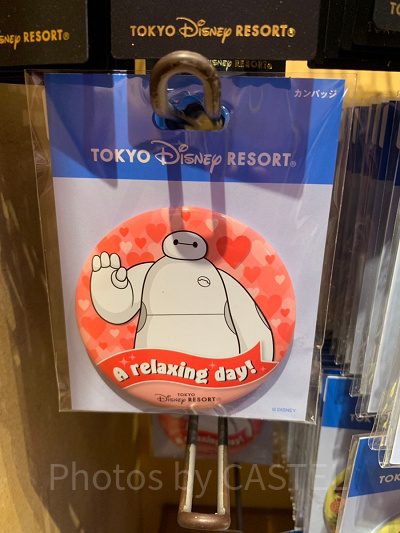 Disney RESORT
TOKYO Disney RESORT
カンバッジ
TOKYO Disney RESORT
A relaxing day!
TOKYO
Disney RESORT
© DISNEY
Photos by CASTEL